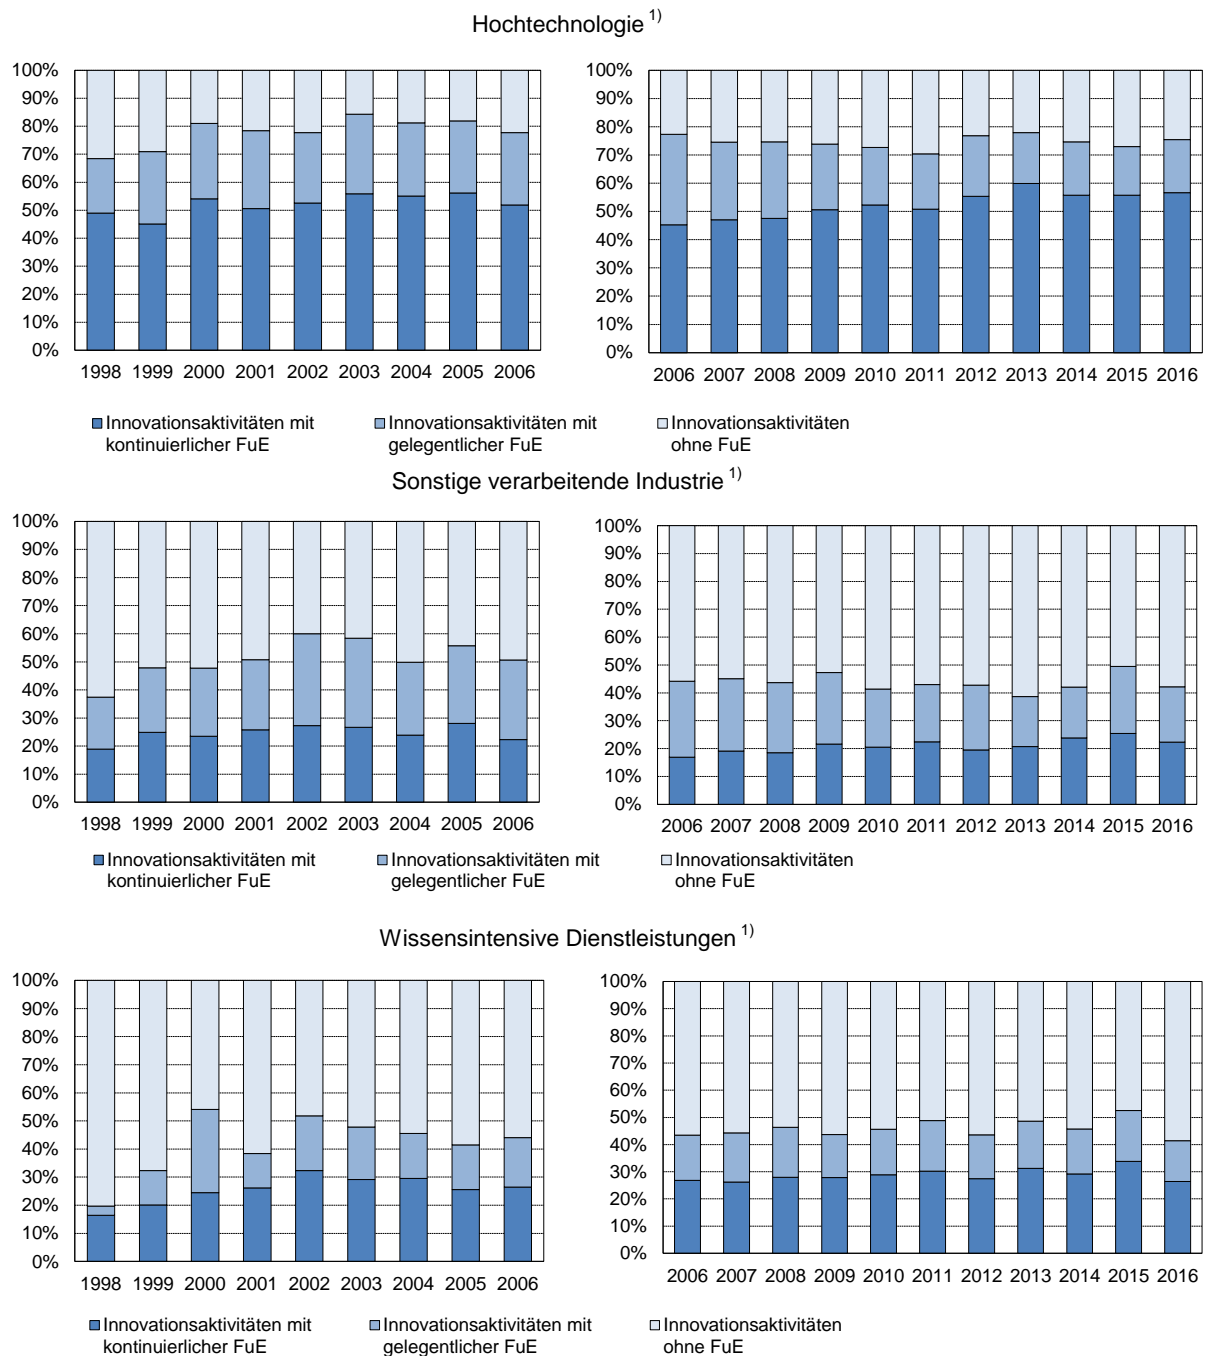 Hochtechnologie 1)
100%
90%
80%
70%
60%
50%
40%
30%
20%
10%
0%
1998 1999 2000 2001 2002 2003 2004 2005 2006
100%
90%
80%
70%
60%
50%
40%
30%
20%
10%
0%
2006 2007 2008 2009 2010 2011 2012 2013 2014 2015 2016
Innovationsaktivitäten mit
kontinuierlicher FuE
Innovationsaktivitäten mit
gelegentlicher FuE
Innovationsaktivitäten
ohne FuE
Sonstige verarbeitende Industrie 1)
100%
90%
80%
70%
60%
50%
40%
30%
20%
10%
0%
1998 1999 2000 2001 2002 2003 2004 2005 2006
100%
90%
80%
70%
60%
50%
40%
30%
20%
10%
0%
2006 2007 2008 2009 2010 2011 2012 2013 2014 2015 2016
Innovationsaktivitäten mit
kontinuierlicher FuE
Innovationsaktivitäten mit
gelegentlicher FuE
Innovationsaktivitäten
ohne FuE
Wissensintensive Dienstleistungen 1)
100%
90%
80%
70%
60%
50%
40%
30%
20%
10%
0%
1998 1999 2000 2001 2002 2003 2004 2005 2006
100%
90%
80%
70%
60%
50%
40%
30%
20%
10%
0%
2006 2007 2008 2009 2010 2011 2012 2013 2014 2015 2016
Innovationsaktivitäten mit
kontinuierlicher FuE
Innovationsaktivitäten mit
gelegentlicher FuE
Innovationsaktivitäten
ohne FuE